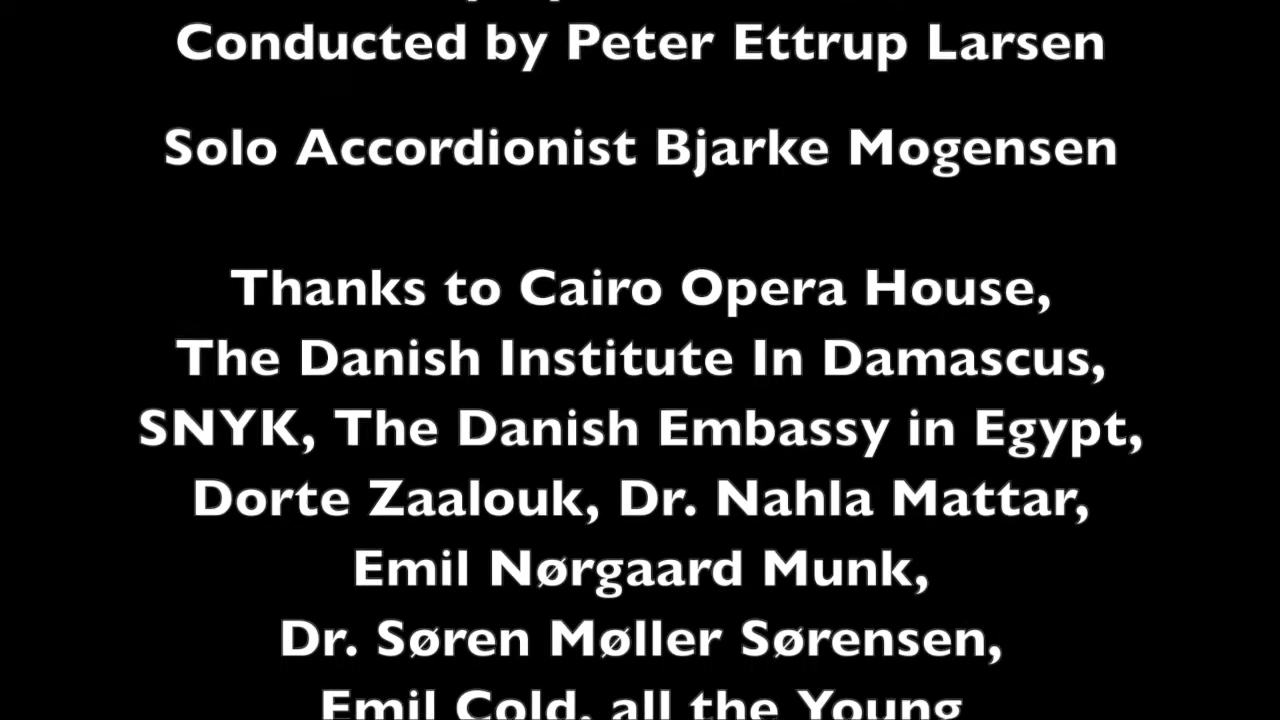 Conducted by Peter Ettrup Larsen
Solo Accordionist Bjarke Mogensen
Thanks to Cairo Opera House,
The Danish Institute In Damascus,
SNYK, The Danish Embassy in Egypt,
Dorte Zaalouk, Dr. Nahla Mattar,
Emil Nørgaard Munk,
Dr. Søren Møller Sørensen,
Emil Cold, all the Young